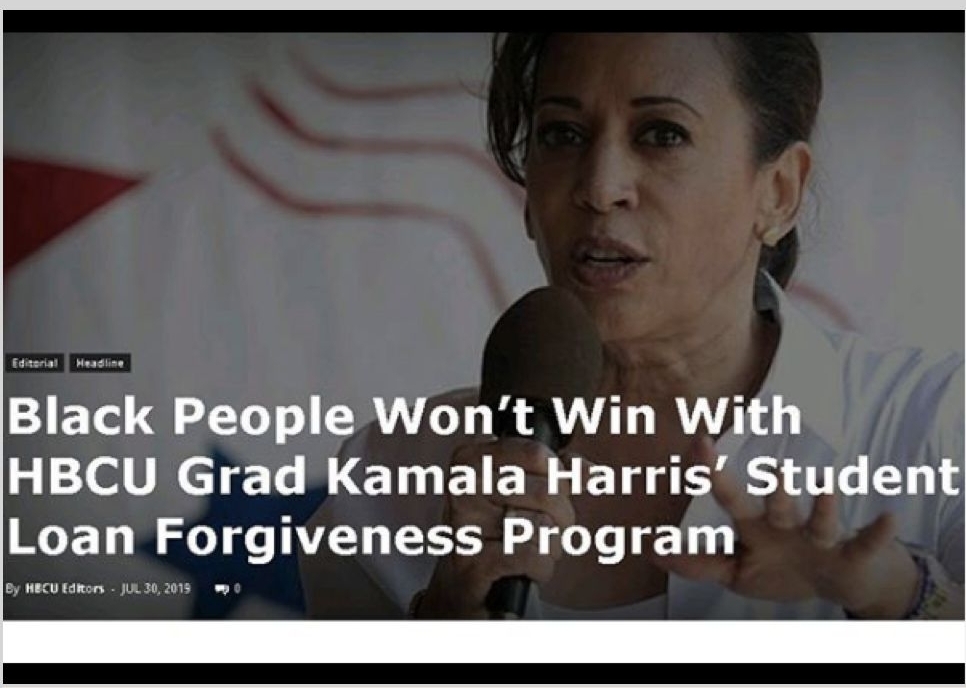 Editorial Headline
Black People Won't Win With
HBCU Grad Kamala Harris' Student
Loan Forgiveness Program
By HBCU Editors - JUL 30, 2019 0